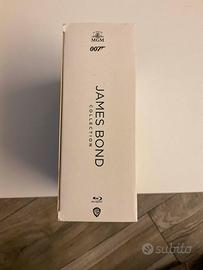 MGM
007
JAMES BOND
COLLECTION
subito